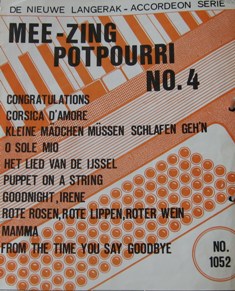 DE NIEUWE LANGERAK - ACCORDEON SERIE
MEE-ZING
POTPOURRI
NO. 4
CONGRATULATIONS
CORSICA D'AMORE
KLEINE MÄDCHEN MÜSSEN SCHLAFEN GEH'N
O SOLE MIO
HET LIED VAN DE IJSSEL
PUPPET ON A STRING
GOODNIGHT, IRENE
ROTE ROSEN, ROTE LIPPEN, ROTER WEIN
MAMMA
FROM THE TIME YOU SAY GOODBYE
NO.
1052